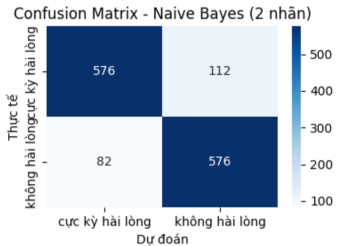 Confusion Matrix - Naive Bayes (2 nhãn)
Thực tế
cực kỳ hài lòng
576 112
không hài lòng
82 576
cực kỳ hài lòng không hài lòng
Dự đoán
500
400
300
200
100